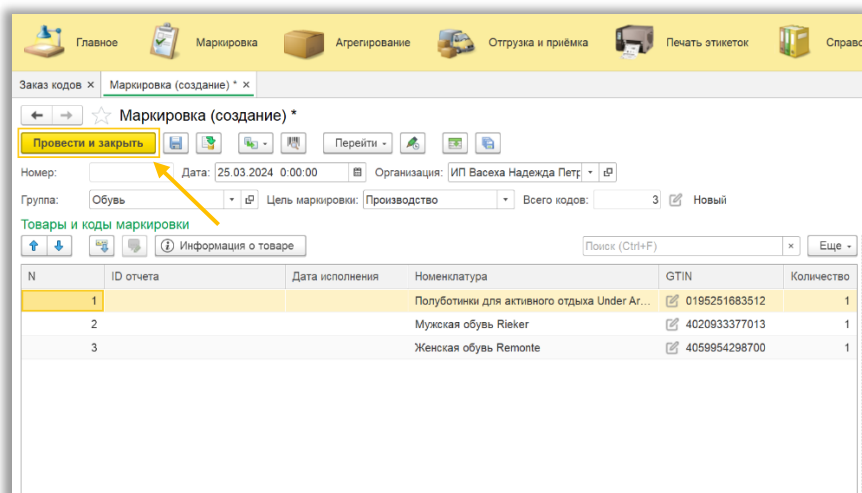 Главное Маркировка Агрегирование Отгрузка и приёмка Печать этикеток Справо
Заказ кодов × Маркировка (создание) * ×
Маркировка (создание) *
Провести и закрыть Перейти
Номер: Дата: 25.03.2024 0:00:00 Организация: ИП Васеха Надежда Петр
Группа: Обувь Цель маркировки: Производство Всего кодов: 3 Новый
Товары и коды маркировки
Информация о товаре Поиск (Ctrl+F) × Еще
N ID отчета Дата исполнения Номенклатура GTIN Количество
1 Полуботинки для активного отдыха Under Ar... 0195251683512 1
2 Мужская обувь Rieker 4020933377013 1
3 Женская обувь Remonte 4059954298700 1